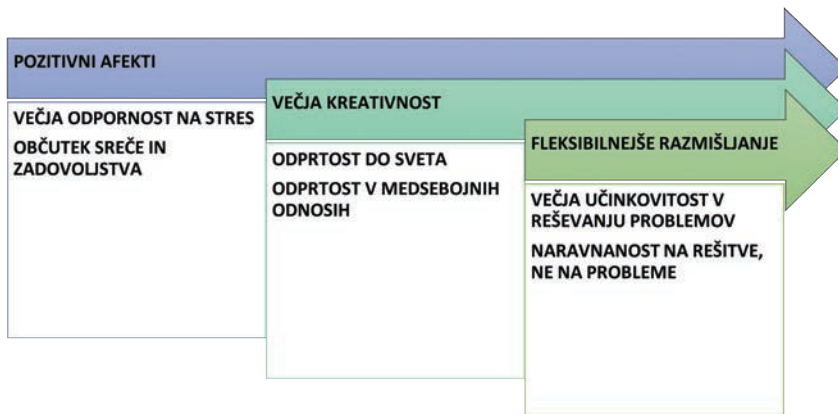 POZITIVNI AFEKTI
VEČJA ODPORNOST NA STRES
OBČUTEK SREČE IN
ZADOVOLJSTVA
VEČJA KREATIVNOST
ODPRTOST DO SVETA
ODPRTOST V MEDSEBOJNIH
ODNOSIH
FLEKSIBILNEJŠE RAZMIŠLJANJE
VEČJA UČINKOVITOST V
REŠEVANJU PROBLEMOV
NARAVNANOST NA REŠITVE,
NE NA PROBLEME